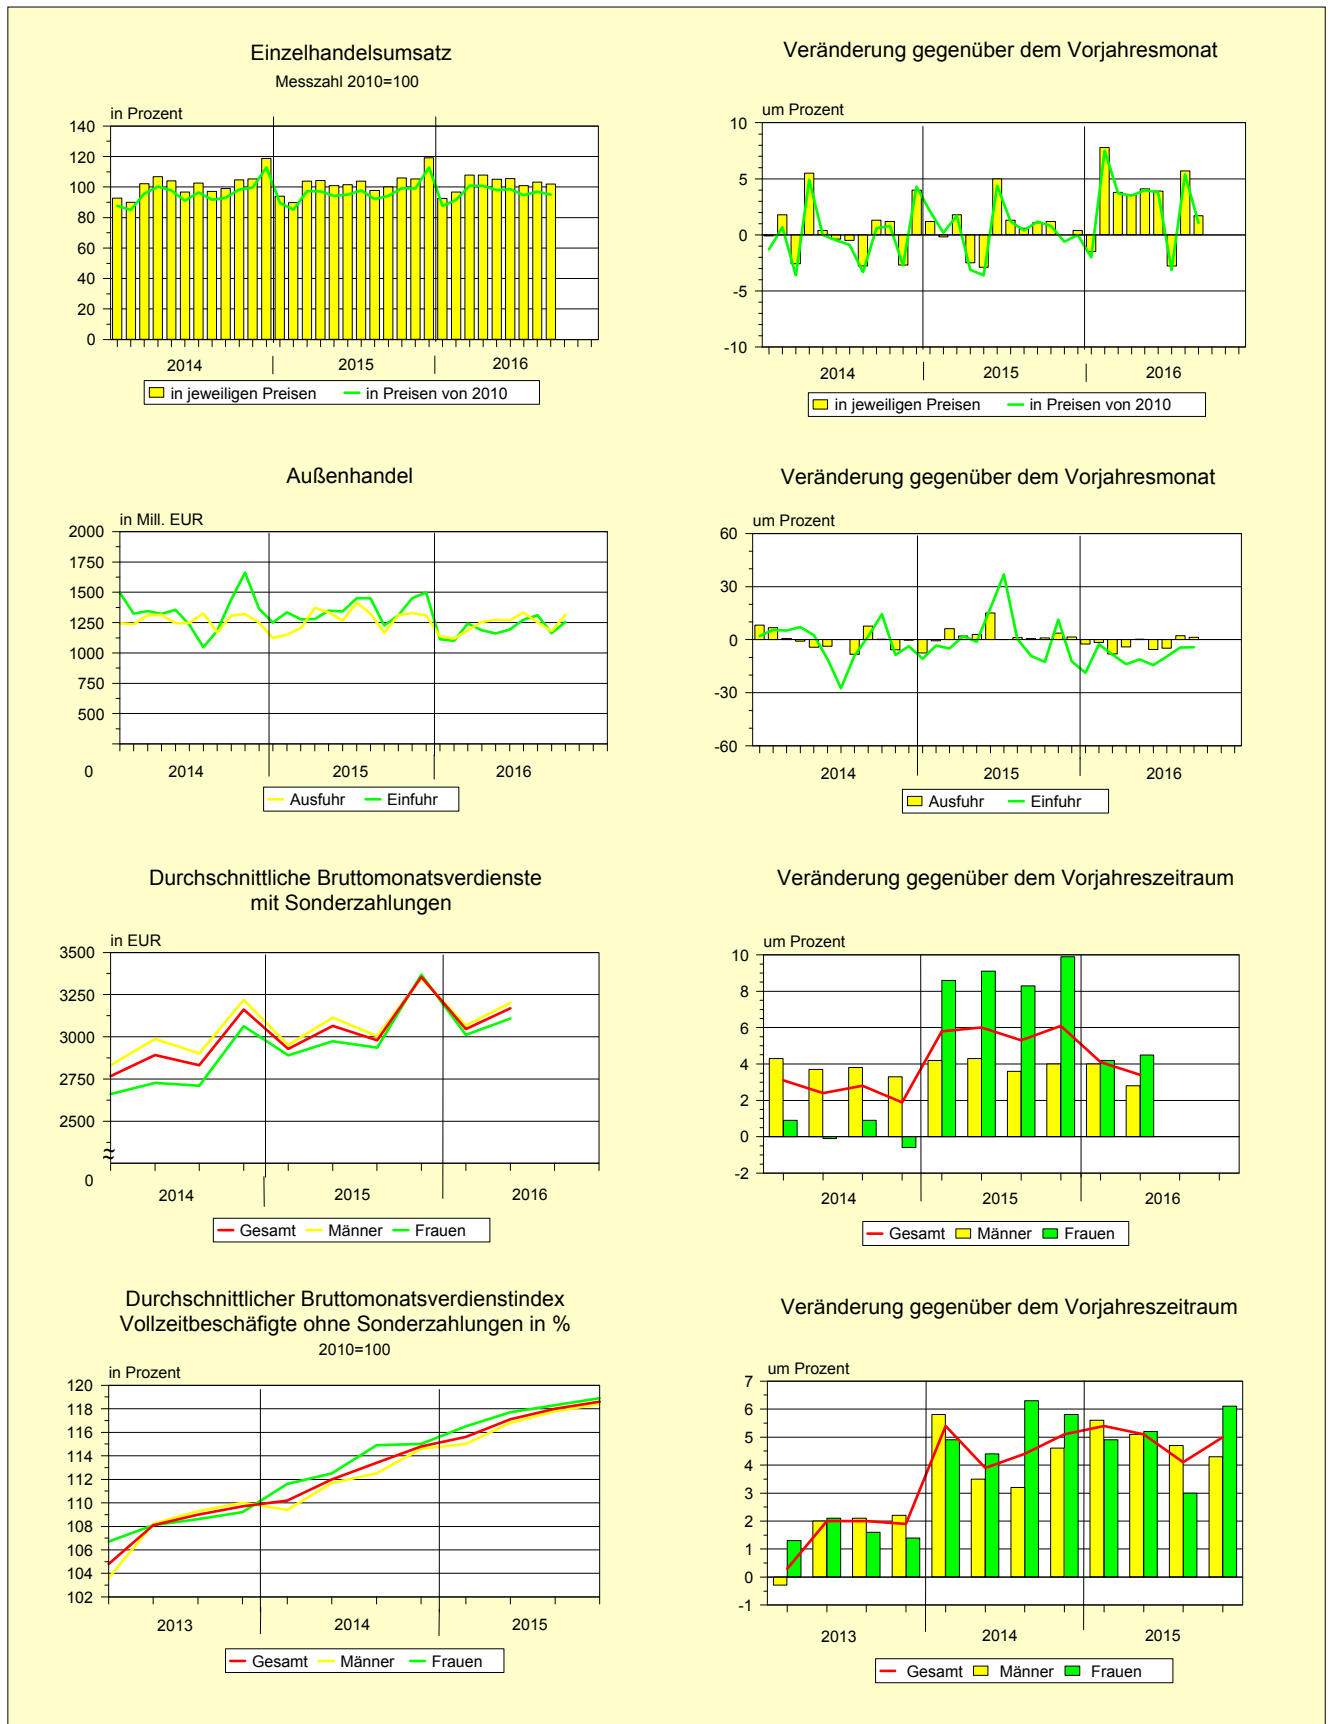 Einzelhandelsumsatz
Messzahl 2010=100
in Prozent
140
120
100
80
60
40
20
0
2014 2015 2016
in jeweiligen Preisen in Preisen von 2010
Veränderung gegenüber dem Vorjahresmonat
um Prozent
10
5
0
-5
-10
2014 2015 2016
in jeweiligen Preisen in Preisen von 2010
Außenhandel
in Mill. EUR
2000
1750
1500
1250
1000
750
500
0
2014 2015 2016
Ausfuhr Einfuhr
Veränderung gegenüber dem Vorjahresmonat
um Prozent
60
30
0
-30
-60
2014 2015 2016
Ausfuhr Einfuhr
Durchschnittliche Bruttomonatsverdienste
mit Sonderzahlungen
in EUR
3500
3250
3000
2750
2500
≈
0
2014 2015 2016
Gesamt Männer Frauen
Veränderung gegenüber dem Vorjahreszeitraum
um Prozent
10
8
6
4
2
0
-2
2014 2015 2016
Gesamt Männer Frauen
Durchschnittlicher Bruttomonatsverdienstindex
Vollzeitbeschäfigte ohne Sonderzahlungen in %
2010=100
in Prozent
120
118
116
114
112
110
108
106
104
102
2013 2014 2015
Gesamt Männer Frauen
Veränderung gegenüber dem Vorjahreszeitraum
um Prozent
7
6
5
4
3
2
1
0
-1
2013 2014 2015
Gesamt Männer Frauen